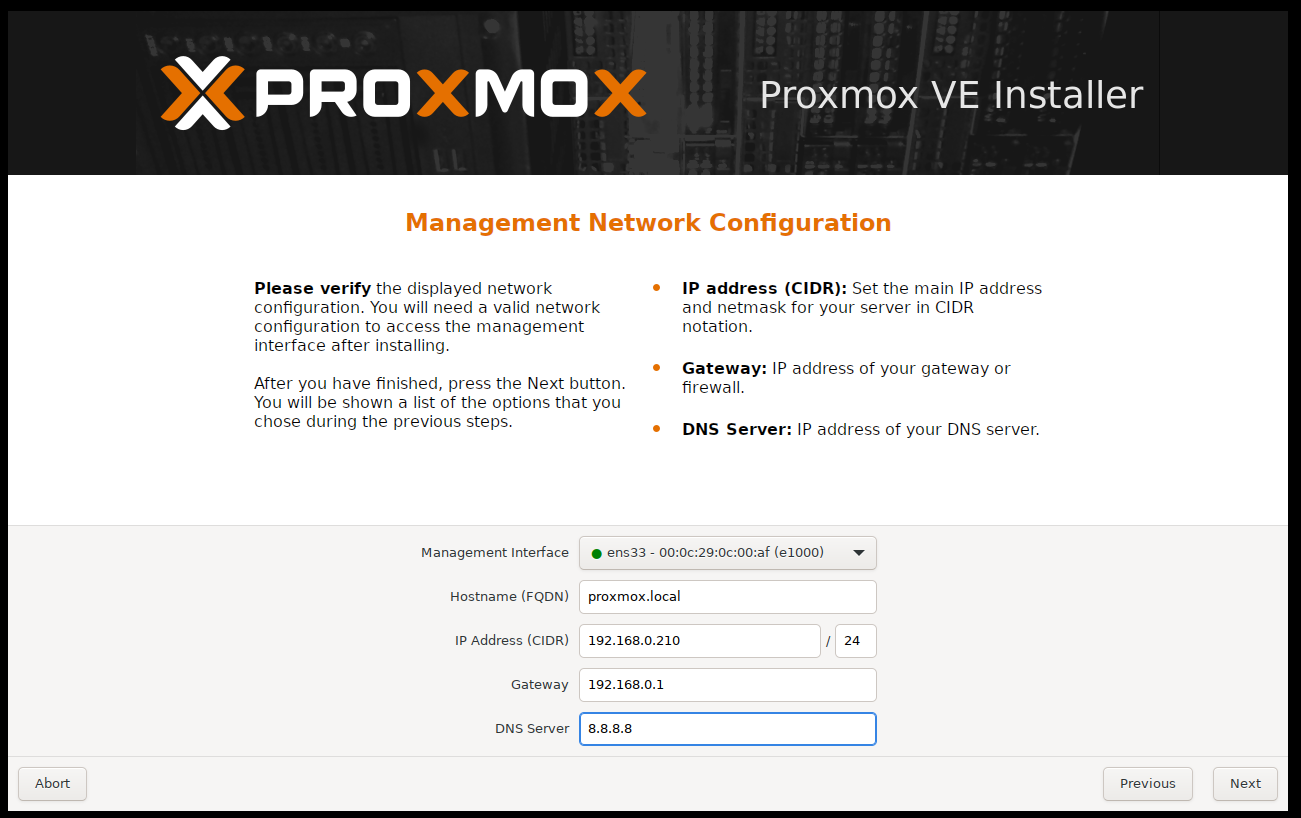 PROXMOX
Proxmox VE Installer
Management Network Configuration
Please verify the displayed network
configuration. You will need a valid network
configuration to access the management
interface after installing.
After you have finished, press the Next button.
You will be shown a list of the options that you
chose during the previous steps.
IP address (CIDR): Set the main IP address
and netmask for your server in CIDR
notation.
Gateway: IP address of your gateway or
firewall.
DNS Server: IP address of your DNS server.
Management Interface ens33 - 00:0c:29:0c:00:af (e1000)
Hostname (FQDN) proxmox.local
IP Address (CIDR) 192.168.0.210 / 24
Gateway 192.168.0.1
DNS Server 8.8.8.8
Abort Previous Next